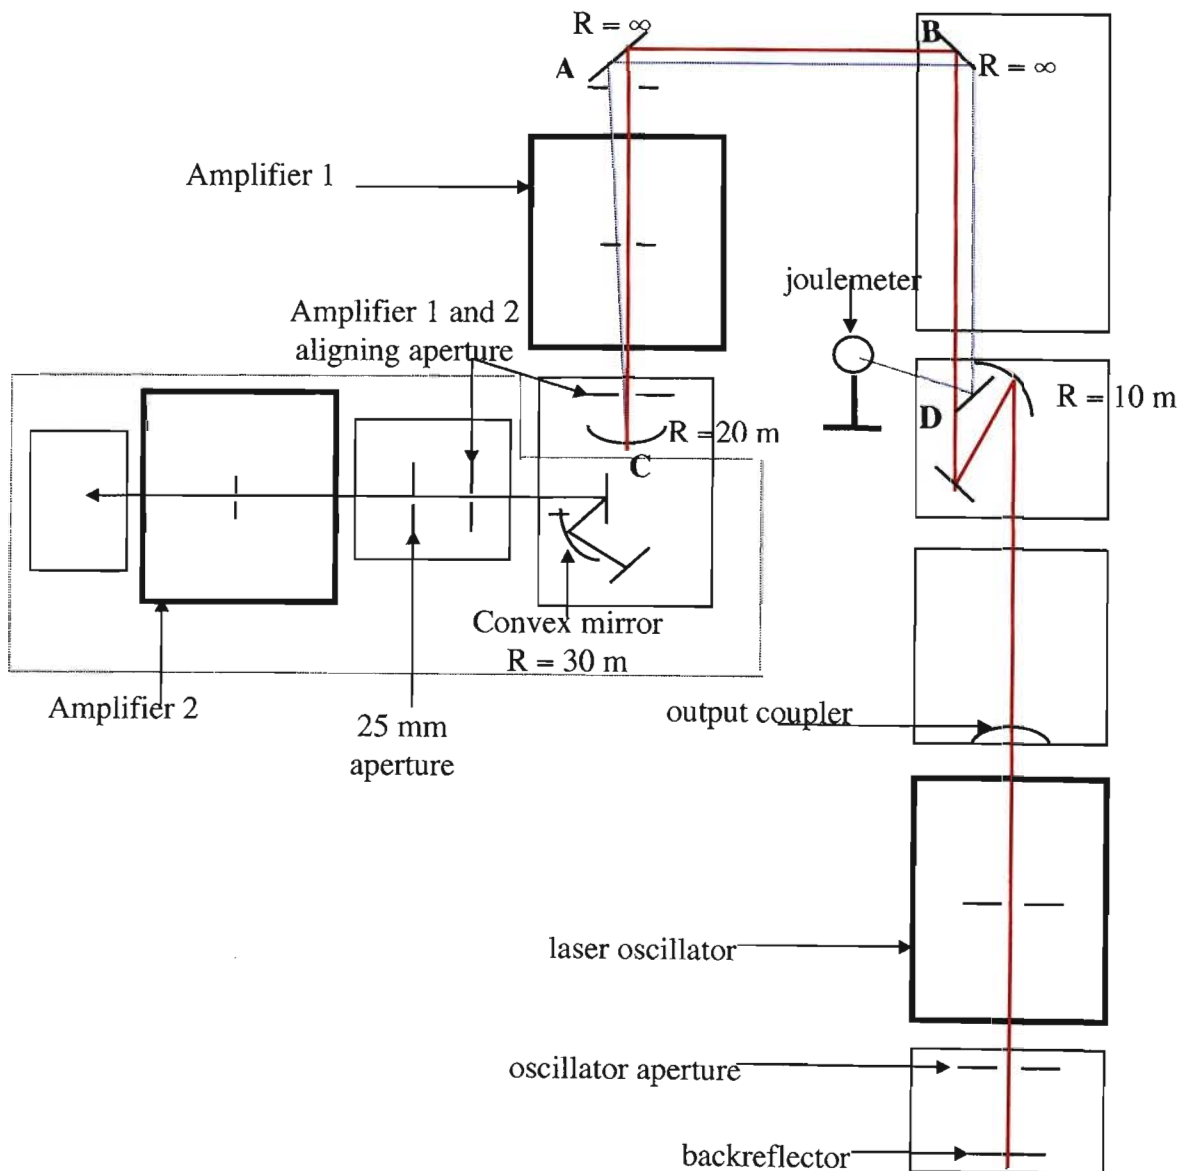 R = ∞
A
B
R = ∞
Amplifier 1
joulemeter
Amplifier 1 and 2
aligning aperture
R = 10 m
D
R =20 m
C
Convex mirror
R = 30 m
Amplifier 2
25 mm
aperture
output coupler
laser oscillator
oscillator aperture
backreflector